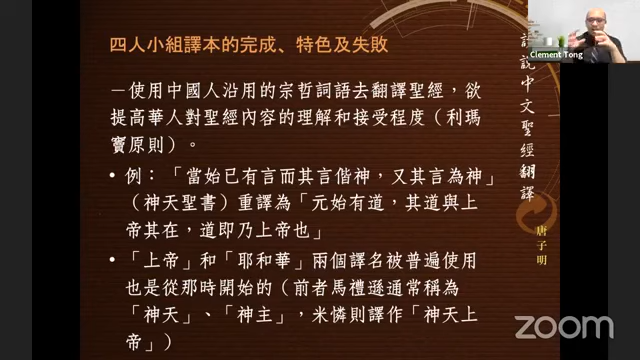 四人小組譯本的完成、特色及失敗
－使用中國人沿用的宗哲詞語去翻譯聖經，欲
提高華人對聖經內容的理解和接受程度（利瑪
竇原則）。
• 例：「當始已有言而其言偕神，又其言為神」
（神天聖書）重譯為「元始有道，其道與上
帝共在，道即乃上帝也」
• 「上帝」和「耶和華」兩個譯名被普遍使用
也是從那時開始的（前者馬禮遜通常稱為
「神天」、「神主」，米憐則譯作「神天上
帝」）
Clement Tong
說中文聖經翻譯
唐子明
zoom